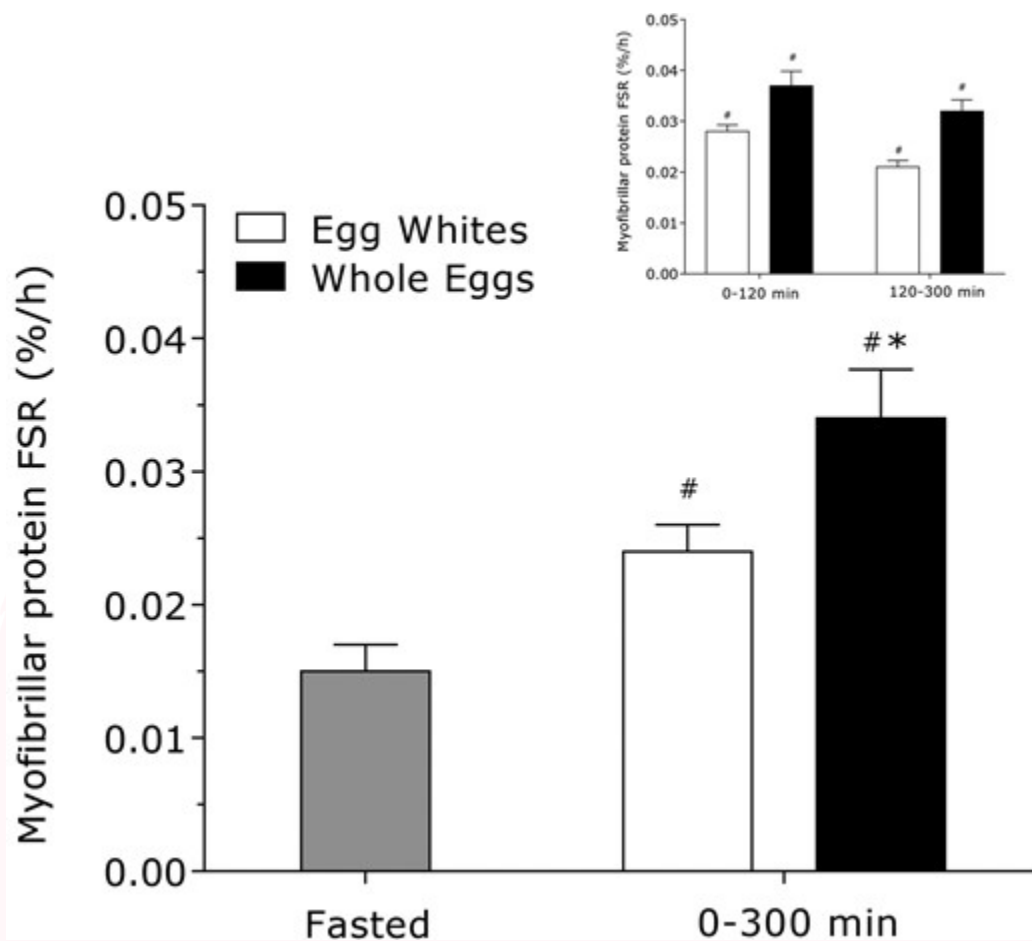 Myofibrillar protein FSR (%/h)
0.05
0.04
0.03
0.02
0.01
0.00
Egg Whites
Whole Eggs
#
#*
Fasted
0-300 min
Myofibrillar protein FSR (%/h)
0.05
0.04
0.03
0.02
0.01
0.00
#
#
#
#
0-120 min
120-300 min